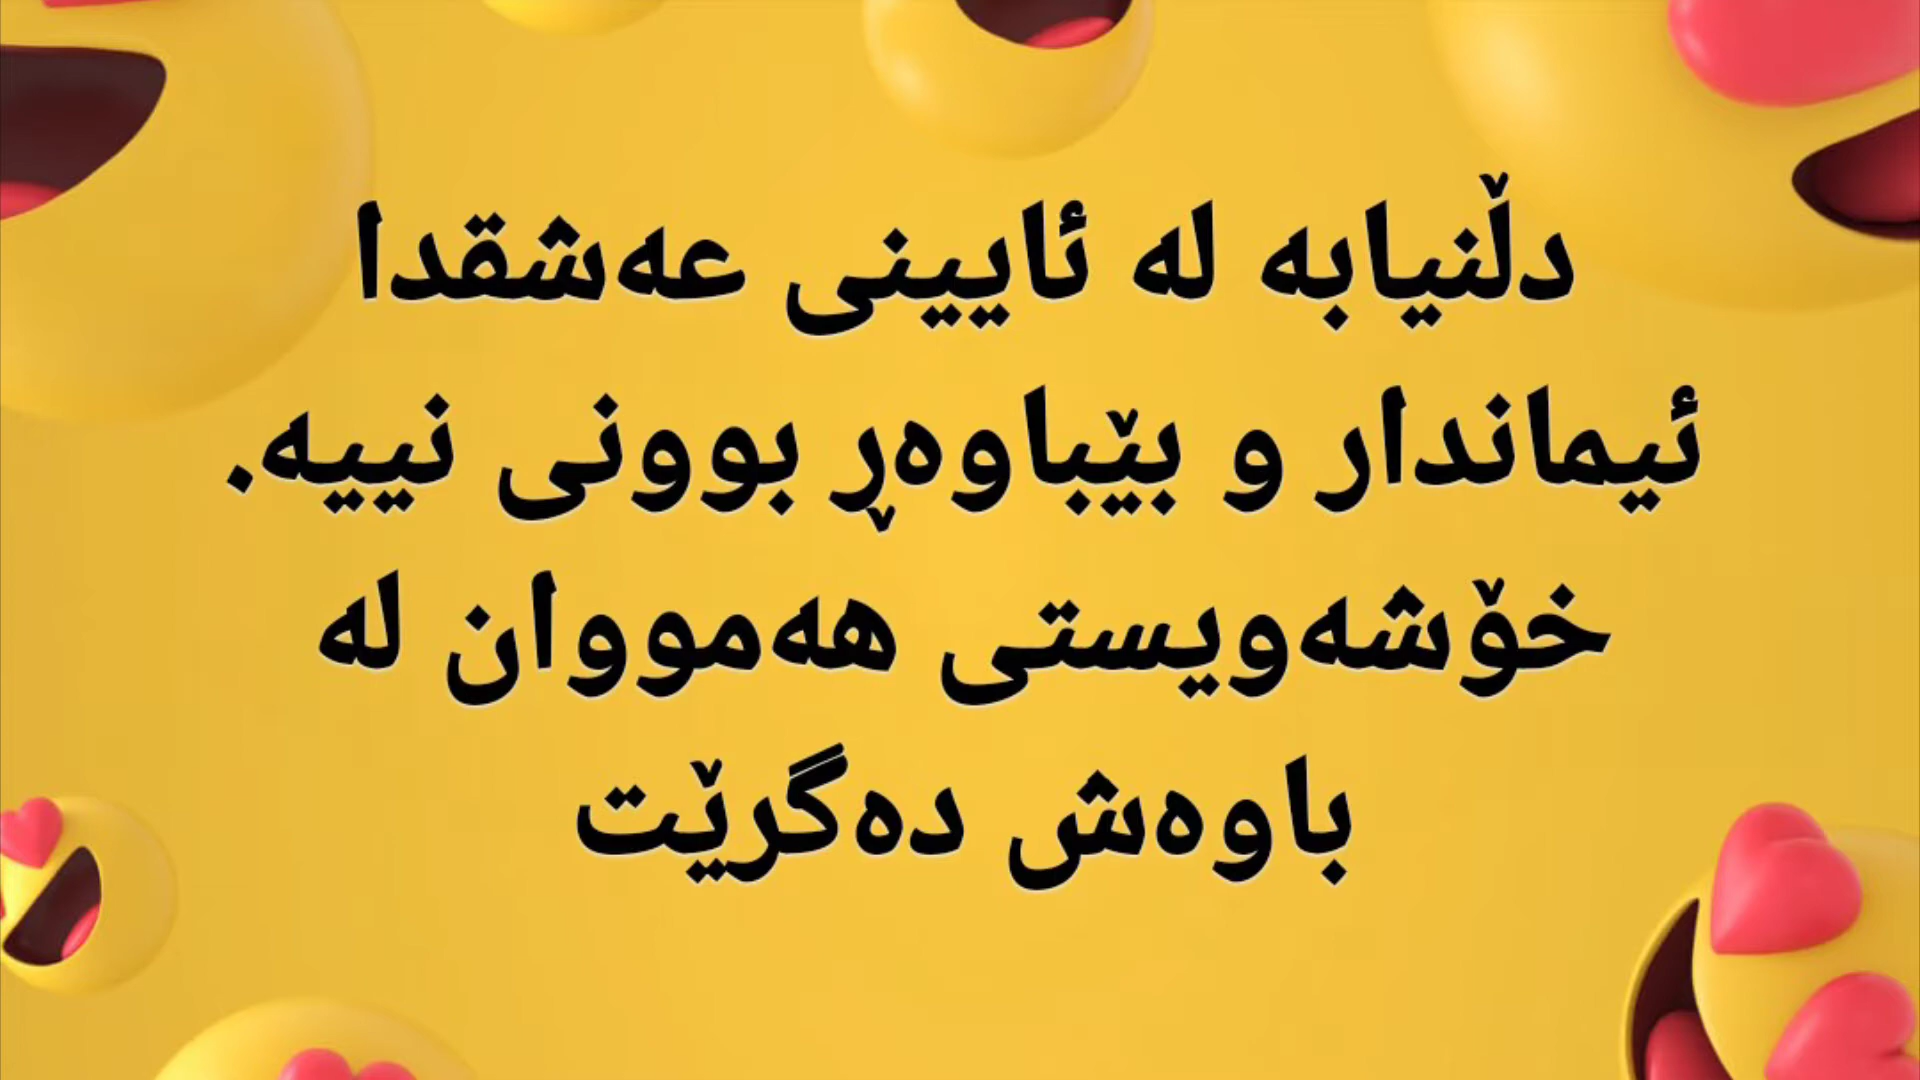 دڵنیابە لە ئایینی عەشقدا
ئیماندار و بێباوەڕ بوونی نییە.
خۆشەویستی هەمووان لە
باوەش دەگرێت